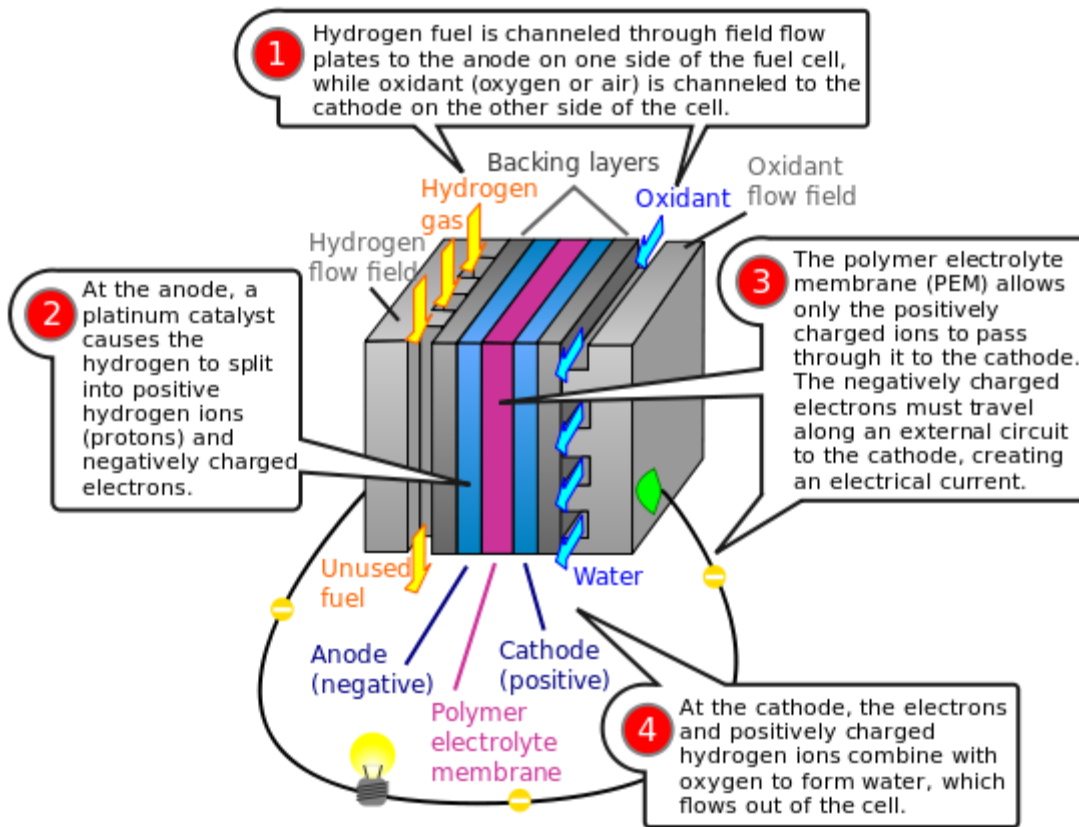 1
Hydrogen fuel is channeled through field flow
plates to the anode on one side of the fuel cell,
while oxidant (oxygen or air) is channeled to the
cathode on the other side of the cell.
Backing layers
Oxidant
flow field
Hydrogen
gas
Oxidant
Hydrogen
flow field
2
At the anode, a
platinum catalyst
causes the
hydrogen to split
into positive
hydrogen ions
(protons) and
negatively charged
electrons.
3
The polymer electrolyte
membrane (PEM) allows
only the positively
charged ions to pass
through it to the cathode.
The negatively charged
electrons must travel
along an external circuit
to the cathode, creating
an electrical current.
Unused
fuel
Water
Anode
(negative)
Cathode
(positive)
Polymer
electrolyte
membrane
4
At the cathode, the electrons
and positively charged
hydrogen ions combine with
oxygen to form water, which
flows out of the cell.